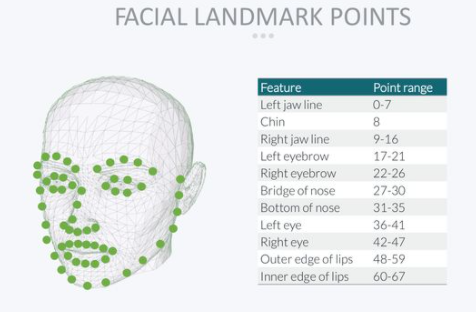 FACIAL LANDMARK POINTS
Feature Point range
Left jaw line 0-7
Chin 8
Right jaw line 9-16
Left eyebrow 17-21
Right eyebrow 22-26
Bridge of nose 27-30
Bottom of nose 31-35
Left eye 36-41
Right eye 42-47
Outer edge of lips 48-59
Inner edge of lips 60-67